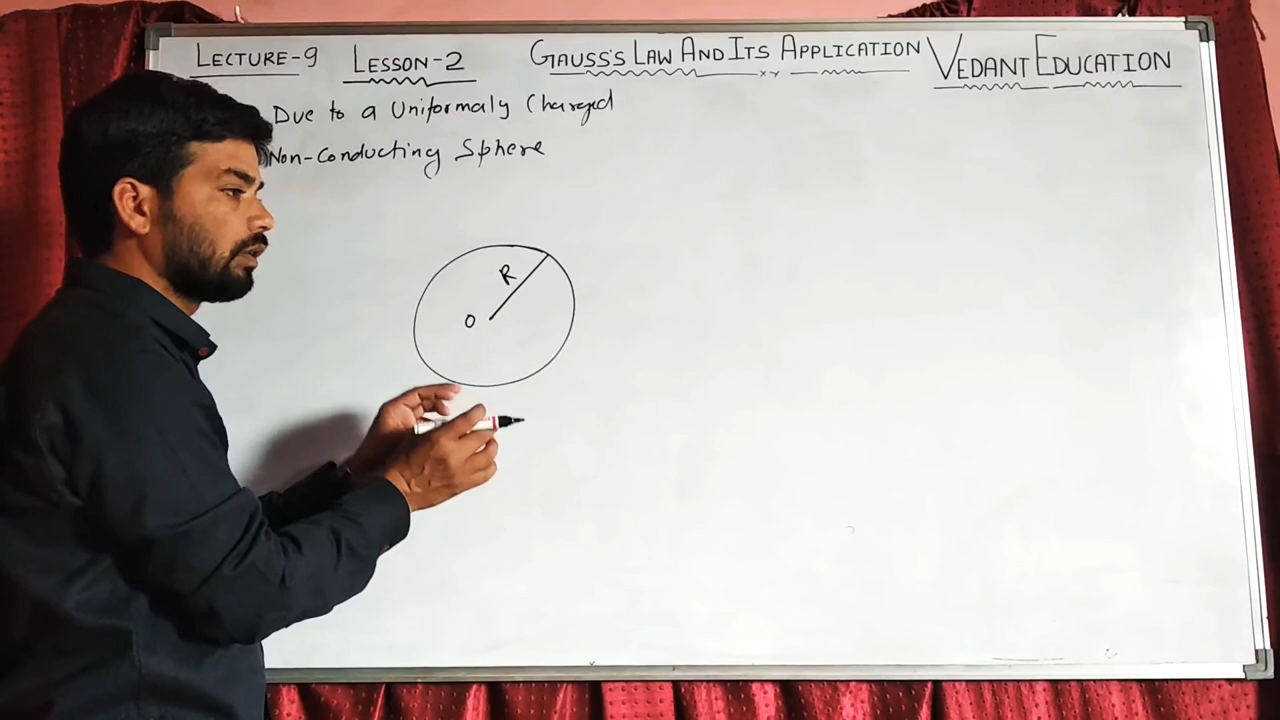 LECTURE-9
LESSON-2
GAUSS'S LAW AND ITS APPLICATION
VEDANT EDUCATION
Due to a Uniformaly Charged
Non-Conducting Sphere
R
O